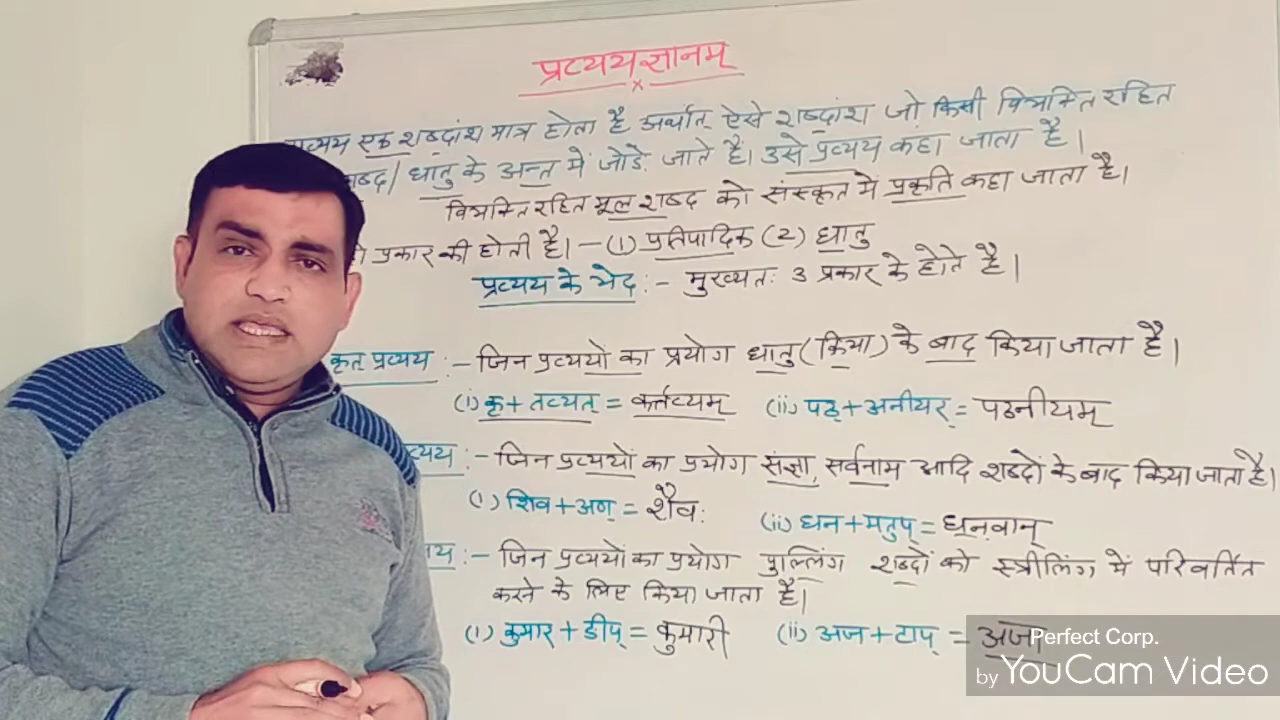 प्रत्ययज्ञानम्
एक शब्दांश मात्र होता है अर्थात् ऐसे शब्दांश जो किसी विभक्ति रहित
शब्द/धातु के अन्त में जोडे जाते हैं। उसे प्रत्यय कहा जाता है।
विभक्ति रहित मूल शब्द को संस्कृत में प्रकृति कहा जाता है।
प्रकार की होती है। – (1) प्रतिपादिक (2) धातु
प्रत्यय के भेद :- मुख्यतः 3 प्रकार के होते है।
कृत् प्रत्यय :- जिन प्रत्ययों का प्रयोग धातु (क्रिया) के बाद किया जाता है।
(i) कृ + तव्यत् = कर्तव्यम् (ii) पठ् + अनीयर् = पठनीयम्
:- जिन प्रत्ययों का प्रयोग संज्ञा, सर्वनाम आदि शब्दों के बाद किया जाता है।
(i) शिव + अण् = शैवः (ii) धन + मतुप् = धनवान्
:- जिन प्रत्ययों का प्रयोग पुल्लिंग शब्दों को स्त्रीलिंग में परिवर्तित
करने के लिए किया जाता है।
(i) कुमार + ङीप् = कुमारी (ii) अज + टाप् = अजा
Perfect Corp.
by YouCam Video